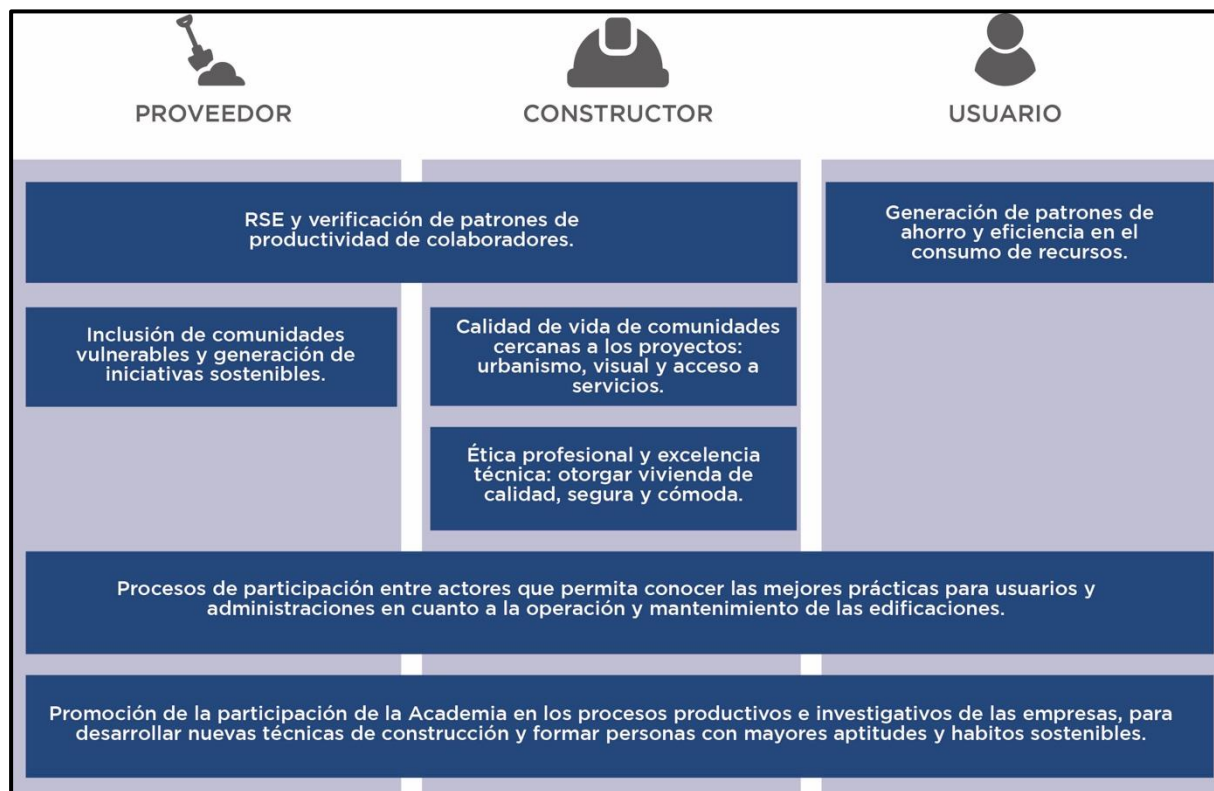 PROVEEDOR
CONSTRUCTOR
USUARIO
RSE y verificación de patrones de
productividad de colaboradores.
Generación de patrones de
ahorro y eficiencia en el
consumo de recursos.
Inclusión de comunidades
vulnerables y generación de
iniciativas sostenibles.
Calidad de vida de comunidades
cercanas a los proyectos:
urbanismo, visual y acceso a
servicios.
Ética profesional y excelencia
técnica: otorgar vivienda de
calidad, segura y cómoda.
Procesos de participación entre actores que permita conocer las mejores prácticas para usuarios y
administraciones en cuanto a la operación y mantenimiento de las edificaciones.
Promoción de la participación de la Academia en los procesos productivos e investigativos de las empresas, para
desarrollar nuevas técnicas de construcción y formar personas con mayores aptitudes y habitos sostenibles.